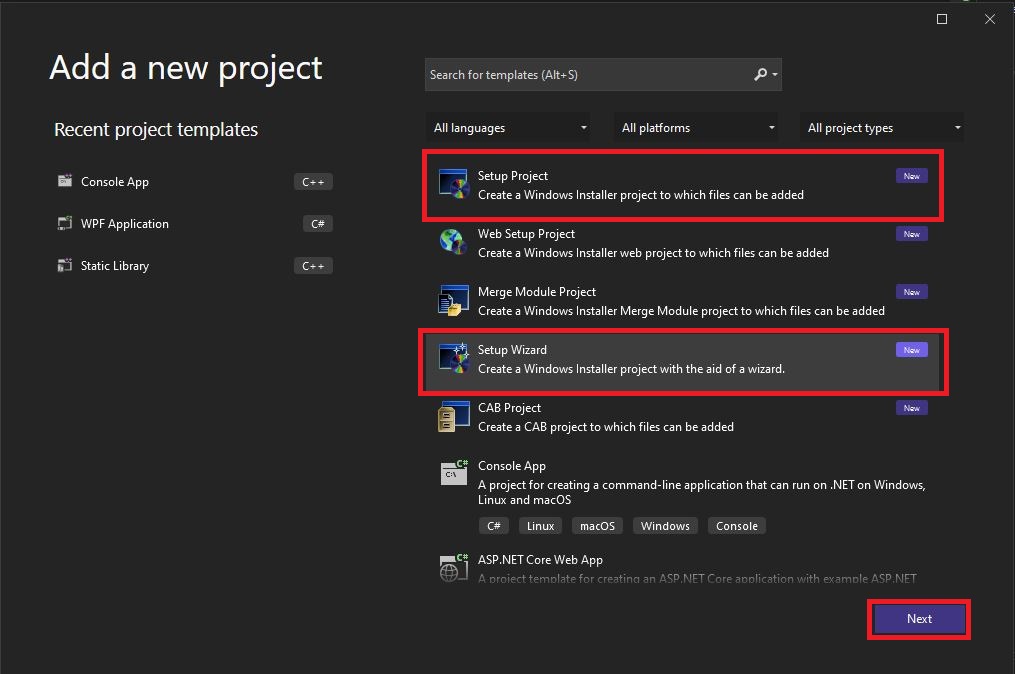 Add a new project
Recent project templates
Console App C++
WPF Application C#
Static Library C++
Search for templates (Alt+S)
All languages All platforms All project types
Setup Project New
Create a Windows Installer project to which files can be added
Web Setup Project New
Create a Windows Installer web project to which files can be added
Merge Module Project New
Create a Windows Installer Merge Module project to which files can be added
Setup Wizard New
Create a Windows Installer project with the aid of a wizard.
CAB Project New
Create a CAB project to which files can be added
Console App
A project for creating a command-line application that can run on .NET on Windows,
Linux and macOS
C# Linux macOS Windows Console
ASP.NET Core Web App
A project template for creating an ASP.NET Core application with example ASP.NET
Next